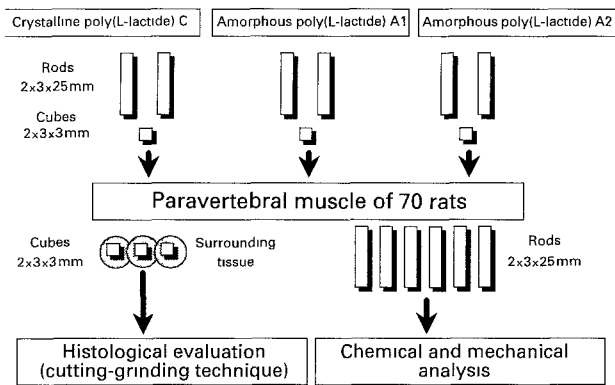 Crystalline poly(L-lactide) C
Amorphous poly(L-lactide) A1
Amorphous poly(L-lactide) A2
Rods
2x3x25mm
Cubes
2x3x3mm
Paravertebral muscle of 70 rats
Cubes
2x3x3mm
Surrounding
tissue
Rods
2x3x25mm
Histological evaluation
(cutting-grinding technique)
Chemical and mechanical
analysis